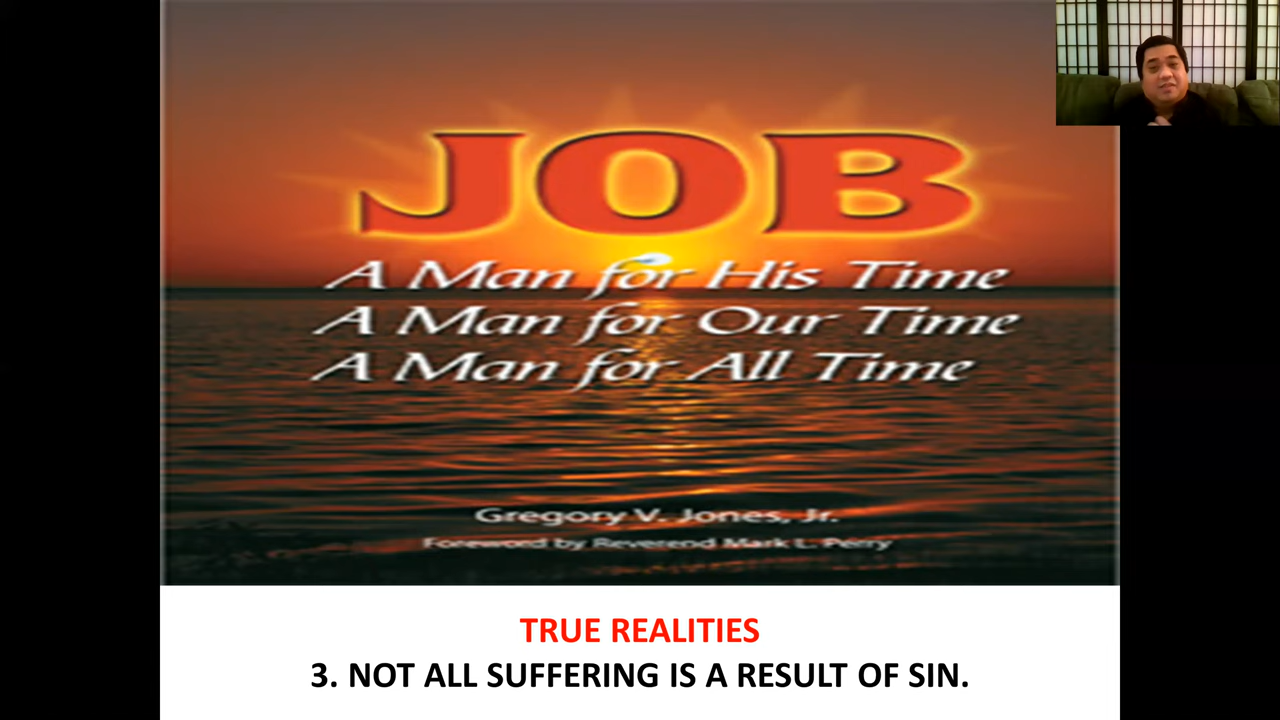 JOB
A Man for His Time
A Man for Our Time
A Man for All Time
Gregory V. Jones, Jr.
Foreword by Reverend Mark L. Perry
TRUE REALITIES
3. NOT ALL SUFFERING IS A RESULT OF SIN.